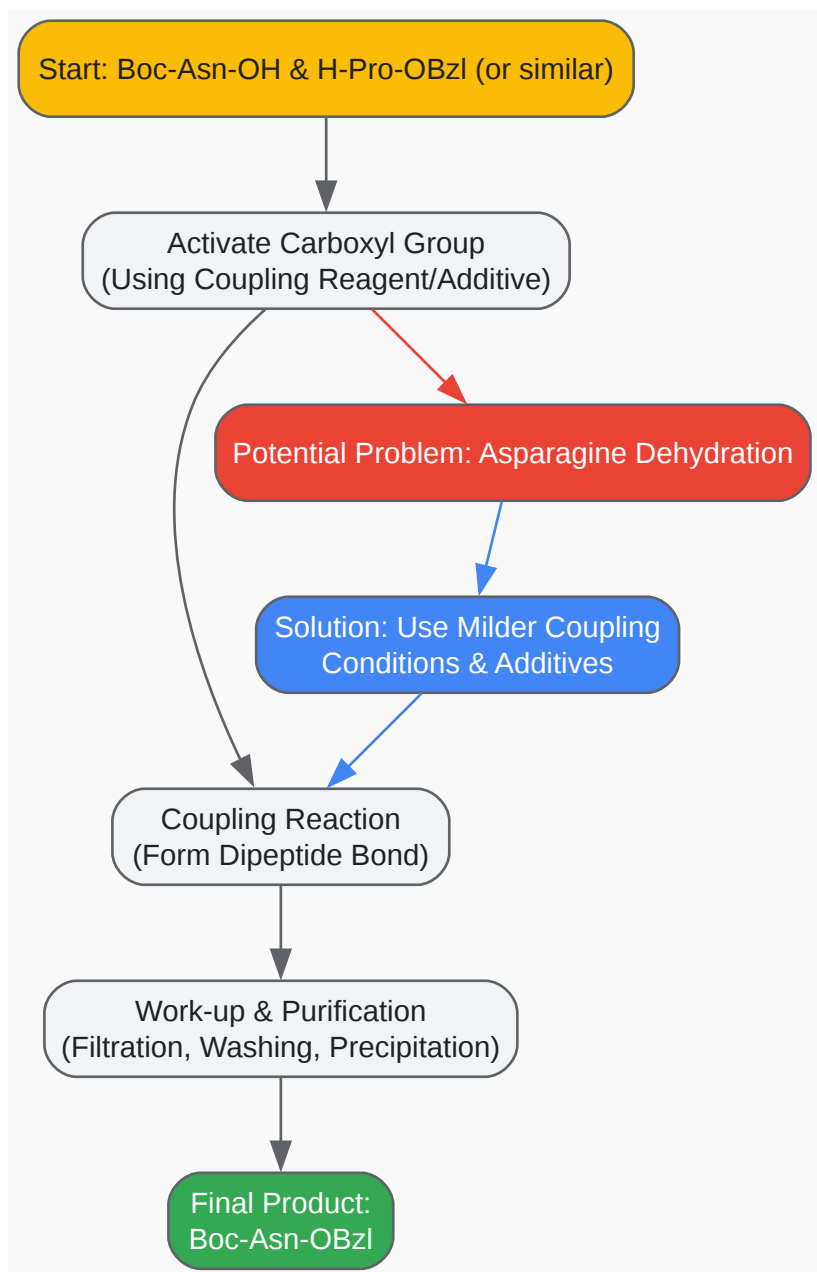 Start: Boc-Asn-OH & H-Pro-OBzl (or similar)
Activate Carboxyl Group
(Using Coupling Reagent/Additive)
Potential Problem: Asparagine Dehydration
Solution: Use Milder Coupling
Conditions & Additives
Coupling Reaction
(Form Dipeptide Bond)
Work-up & Purification
(Filtration, Washing, Precipitation)
Final Product:
Boc-Asn-OBzl